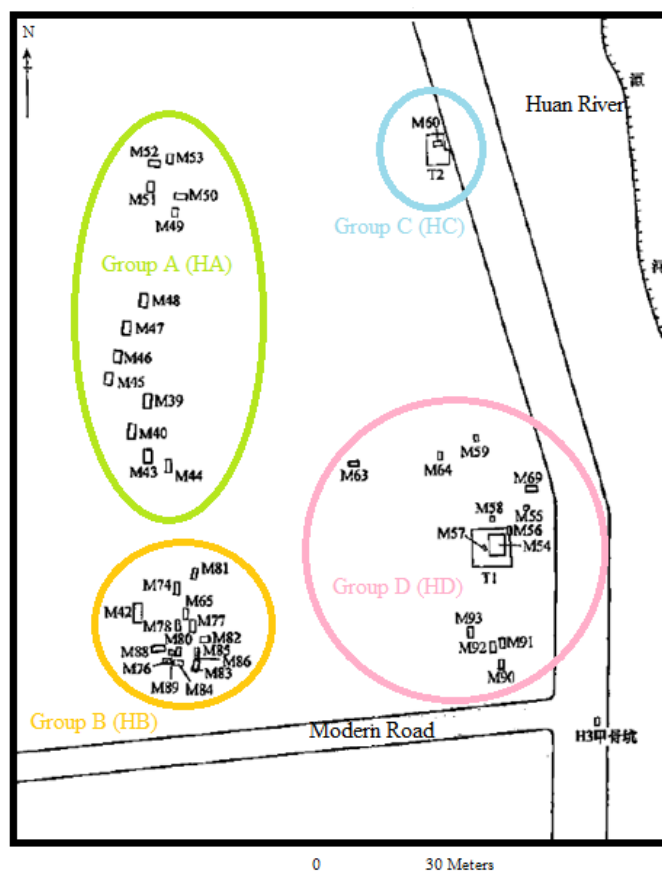 N
Huan River
洹
河
M60
T2
Group C (HC)
M52
M53
M51
M50
M49
Group A (HA)
M48
M47
M46
M45
M39
M40
M43
M44
M59
M64
M63
M69
M58
M55
M57
M56
M54
T1
Group D (HD)
M81
M74
M65
M42
M78
M77
M80
M82
M88
M85
M76
M86
M83
M89
M84
M93
M92
M91
M90
Group B (HB)
Modern Road
H3甲骨坑
0
30 Meters